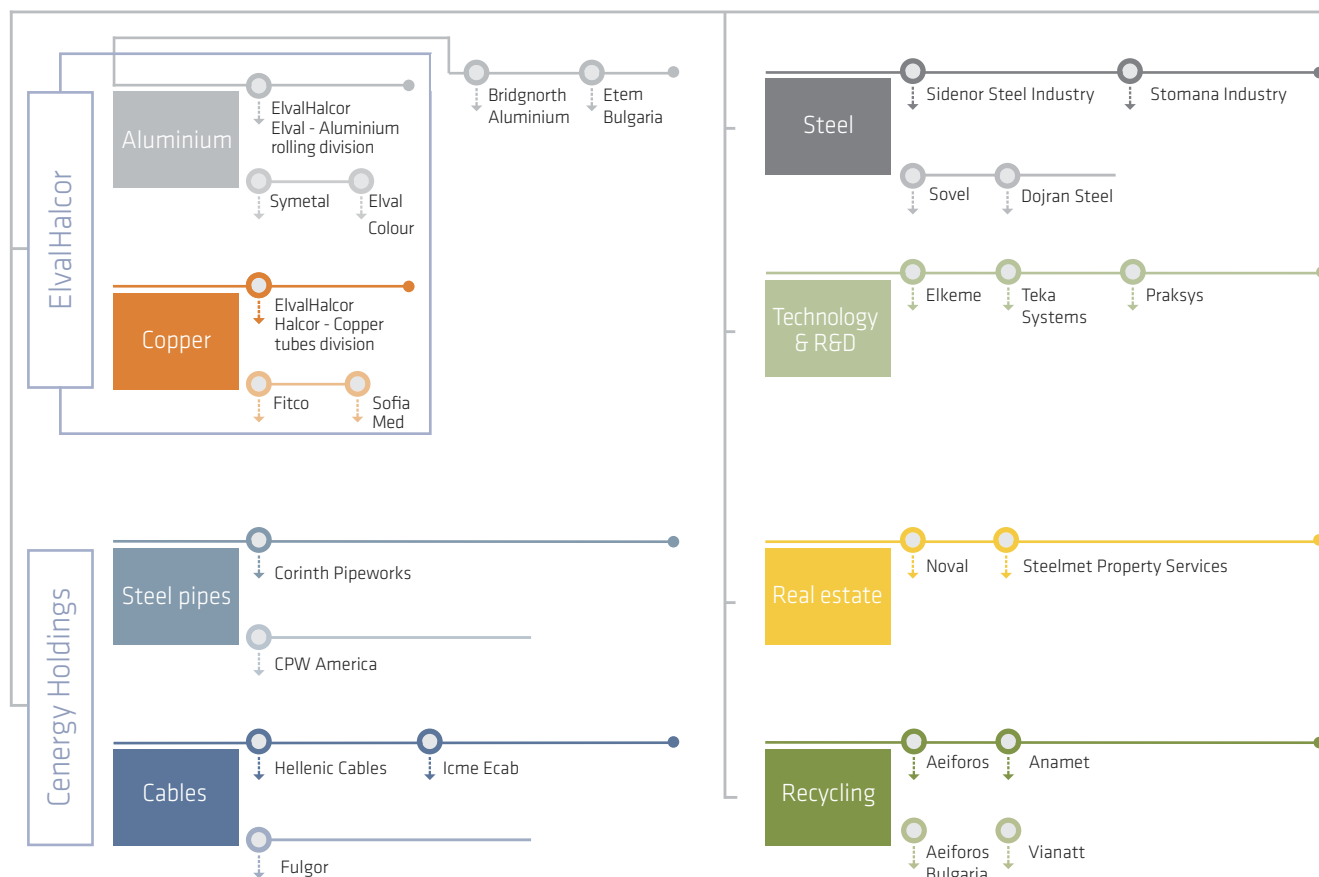 ElvalHalcor
Aluminium
ElvalHalcor
Elval - Aluminium
rolling division
Symetal
Elval
Colour
Bridgnorth
Aluminium
Etem
Bulgaria
Copper
ElvalHalcor
Halcor - Copper
tubes division
Fitco
Sofia
Med
Cenergy Holdings
Steel pipes
Corinth Pipeworks
CPW America
Cables
Hellenic Cables
Icme Ecab
Fulgor
Steel
Sidenor Steel Industry
Stomana Industry
Sovel
Dojran Steel
Technology
& R&D
Elkeme
Teka
Systems
Praksys
Real estate
Noval
Steelmet Property Services
Recycling
Aeiforos
Anamet
Aeiforos
Bulgaria
Vianatt